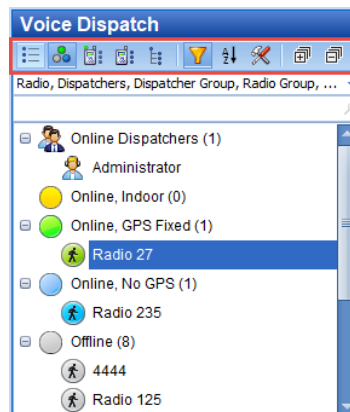 Voice Dispatch
Radio, Dispatchers, Dispatcher Group, Radio Group, ...
Online Dispatchers (1)
Administrator
Online, Indoor (0)
Online, GPS Fixed (1)
Radio 27
Online, No GPS (1)
Radio 235
Offline (8)
4444
Radio 125